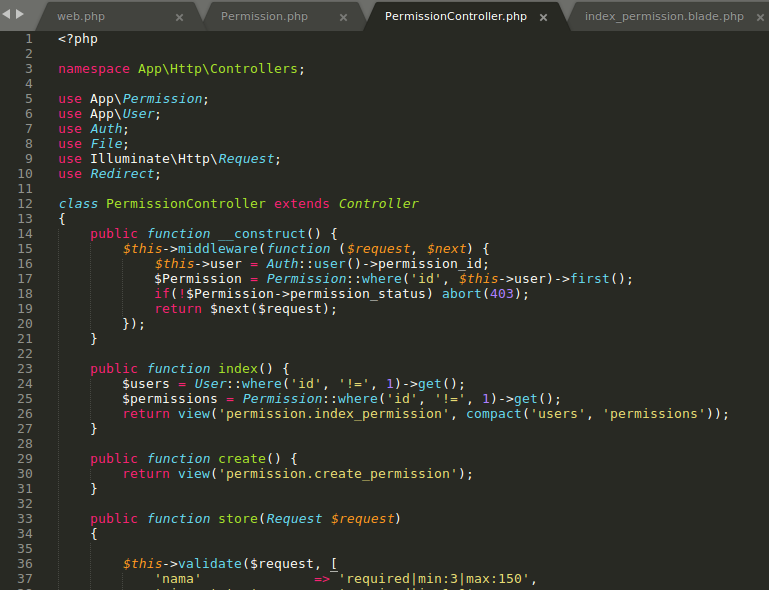 web.php × Permission.php × PermissionController.php × index_permission.blade.php ×
1 <?php
2
3 namespace App\Http\Controllers;
4
5 use App\Permission;
6 use App\User;
7 use Auth;
8 use File;
9 use Illuminate\Http\Request;
10 use Redirect;
11
12 class PermissionController extends Controller
13 {
14     public function __construct() {
15         $this->middleware(function ($request, $next) {
16             $this->user = Auth::user()->permission_id;
17             $Permission = Permission::where('id', $this->user)->first();
18             if(!$Permission->permission_status) abort(403);
19             return $next($request);
20         });
21     }
22
23     public function index() {
24         $users = User::where('id', '!=', 1)->get();
25         $permissions = Permission::where('id', '!=', 1)->get();
26         return view('permission.index_permission', compact('users', 'permissions'));
27     }
28
29     public function create() {
30         return view('permission.create_permission');
31     }
32
33     public function store(Request $request)
34     {
35
36         $this->validate($request, [
37             'nama'              => 'required|min:3|max:150',